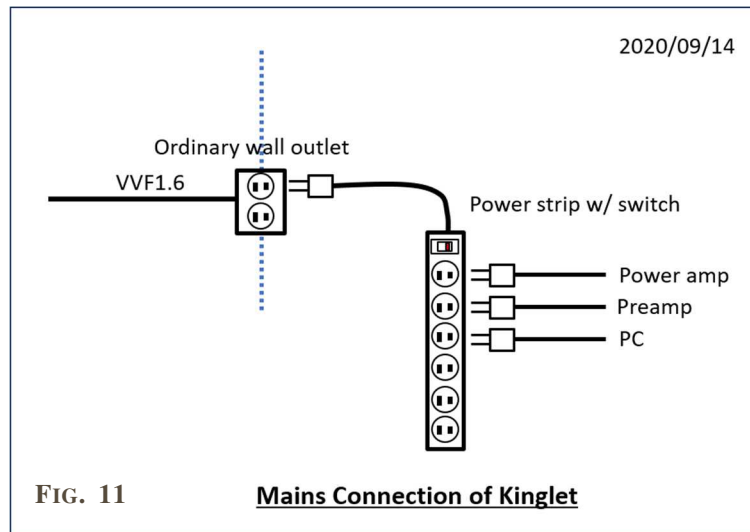 2020/09/14
Ordinary wall outlet
VVF1.6
Power strip w/ switch
Power amp
Preamp
PC
FIG. 11
Mains Connection of Kinglet